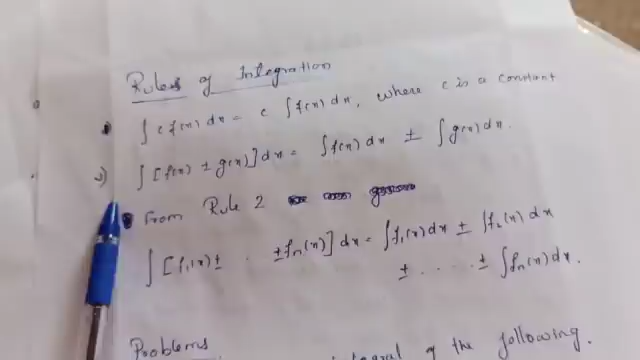 Rules of Integration
∫ c f(x) dx = c ∫ f(x) dx, where c is a constant
2) ∫ [f(x) ± g(x)] dx = ∫ f(x) dx ± ∫ g(x) dx.
From Rule 2
∫ [f₁(x) ± . . ± fₙ(x)] dx = ∫ f₁(x) dx ± ∫ f₂(x) dx
± . . . . . ± ∫ fₙ(x) dx.
Problems
integral of the following.